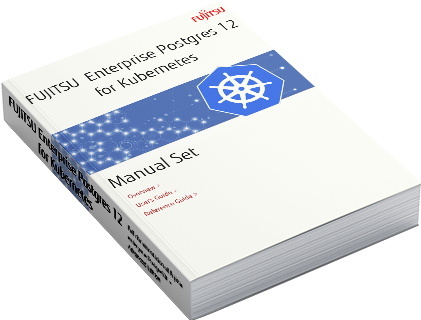 FUJITSU
FUJITSU Enterprise Postgres 12
for Kubernetes
Manual Set
Overview >
User's Guide >
Reference Guide >
FUJITSU Enterprise Postgres 12
for Kubernetes